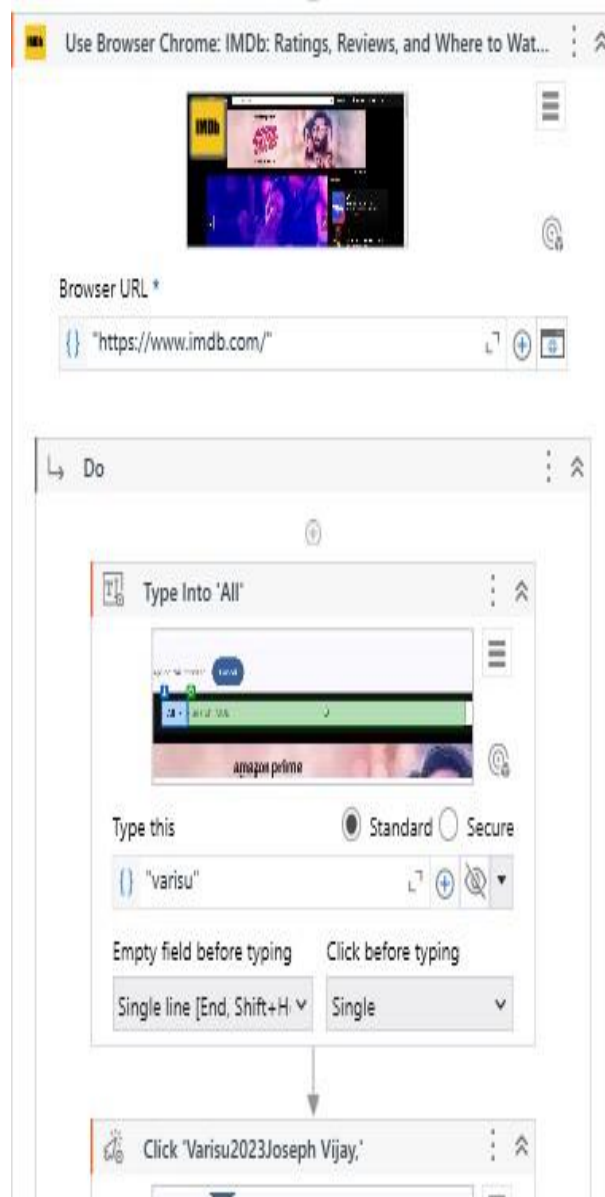 Use Browser Chrome: IMDb: Ratings, Reviews, and Where to Wat...
IMDb
Browser URL *
{} "https://www.imdb.com/"
Do
Type Into 'All'
All
amazon prime
Type this
Standard
Secure
{} "varisu"
Empty field before typing
Click before typing
Single line [End, Shift+H
Single
Click 'Varisu2023Joseph Vijay,'